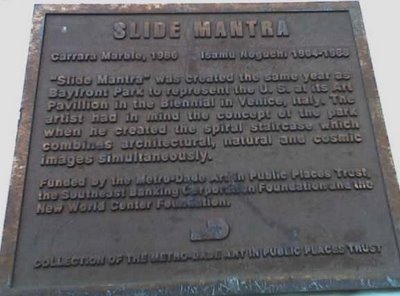 SLIDE MANTRA
Carrara Marble, 1986 Isamu Noguchi, 1904-1988
"Slide Mantra" was created the same year as
Bayfront Park to represent the U. S. at its Art
Pavillion in the Biennial in Venice, Italy. The
artist had in mind the concept of the park
when he created the spiral staircase which
combines architectural, natural and cosmic
images simultaneously.
Funded by the Metro-Dade Art in Public Places Trust,
the Southeast Banking Corporation Foundation and the
New World Center Foundation.
COLLECTION OF THE METRO-DADE ART IN PUBLIC PLACES TRUST